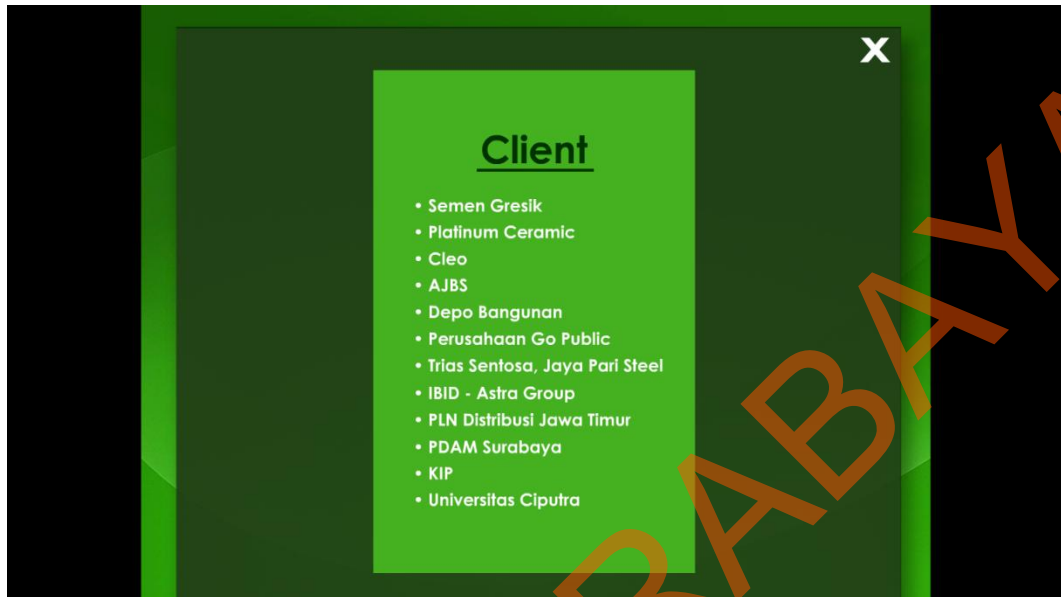 X
Client
• Semen Gresik
• Platinum Ceramic
• Cleo
• AJBS
• Depo Bangunan
• Perusahaan Go Public
• Trias Sentosa, Jaya Pari Steel
• IBID - Astra Group
• PLN Distribusi Jawa Timur
• PDAM Surabaya
• KIP
• Universitas Ciputra
BABAYA